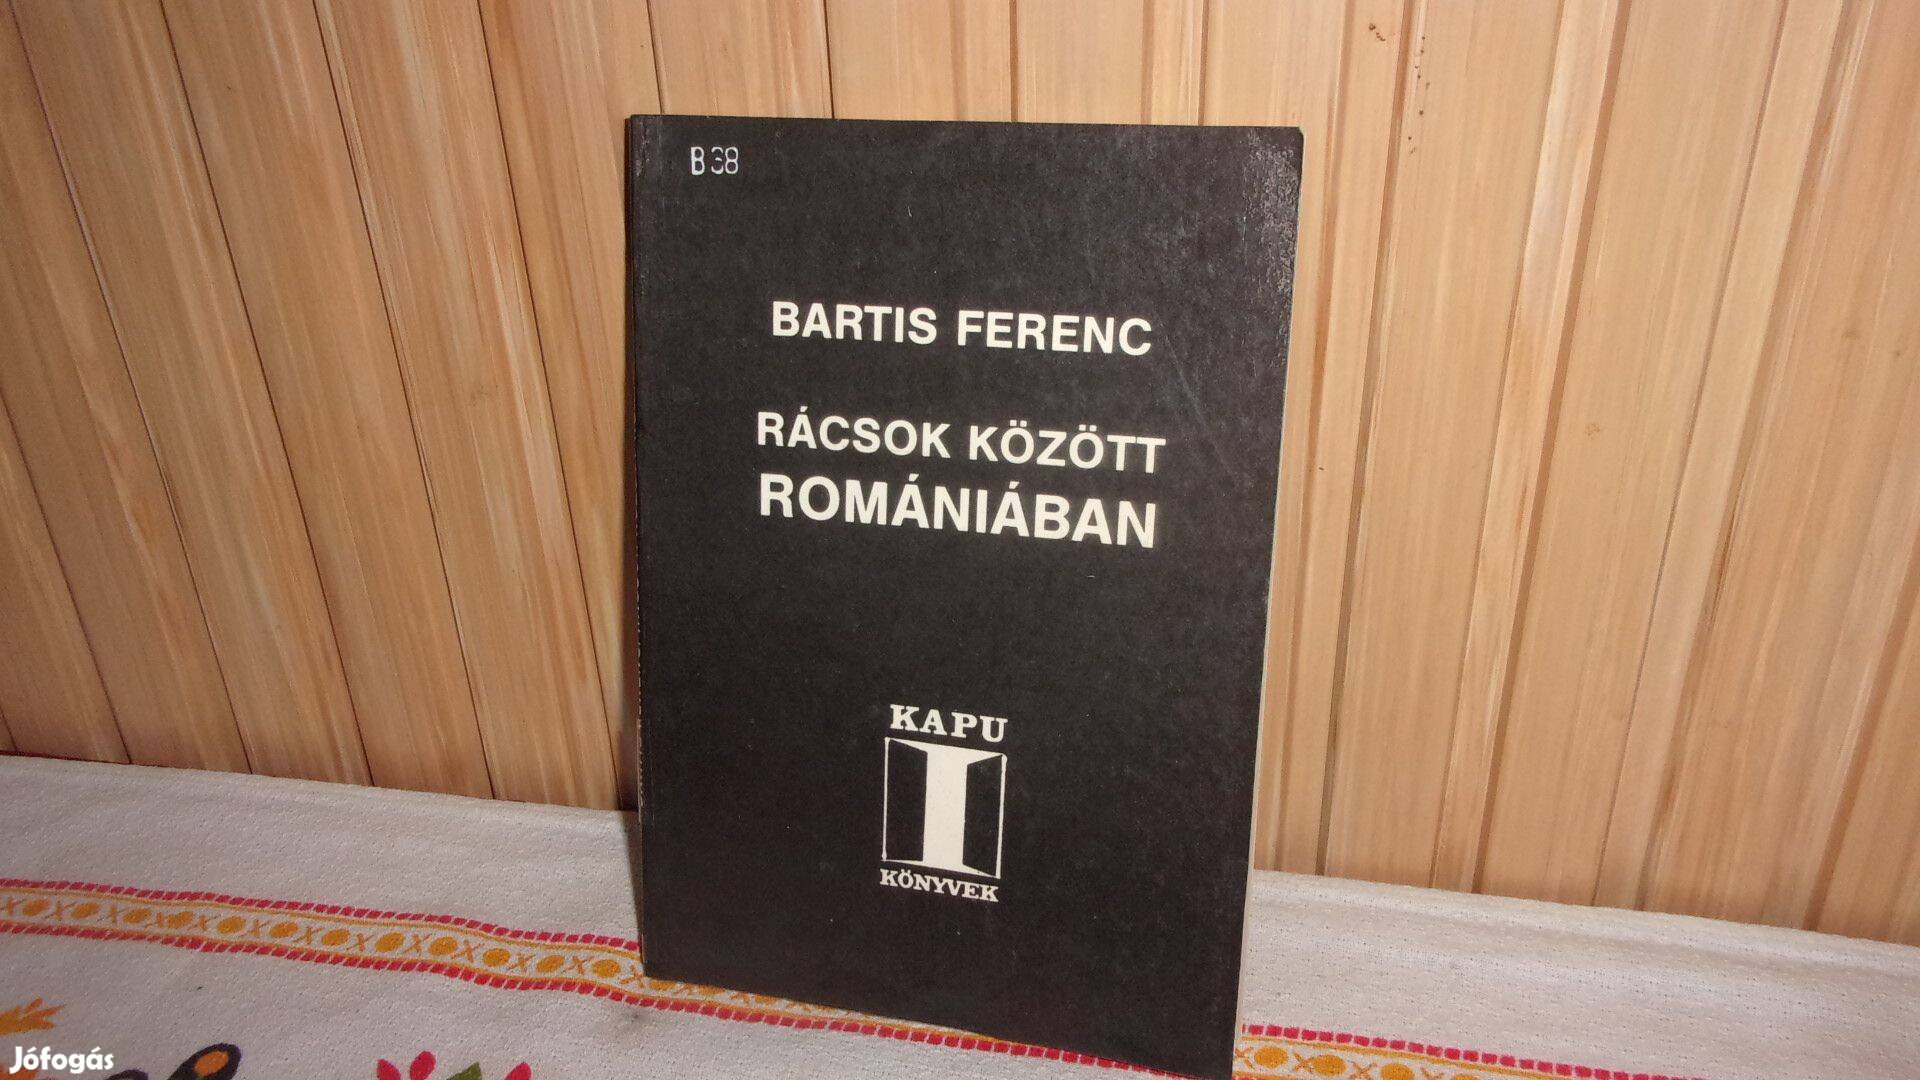 B 38
BARTIS FERENC
RÁCSOK KÖZÖTT
ROMÁNIÁBAN
KAPU
I
KÖNYVEK
Jófogás